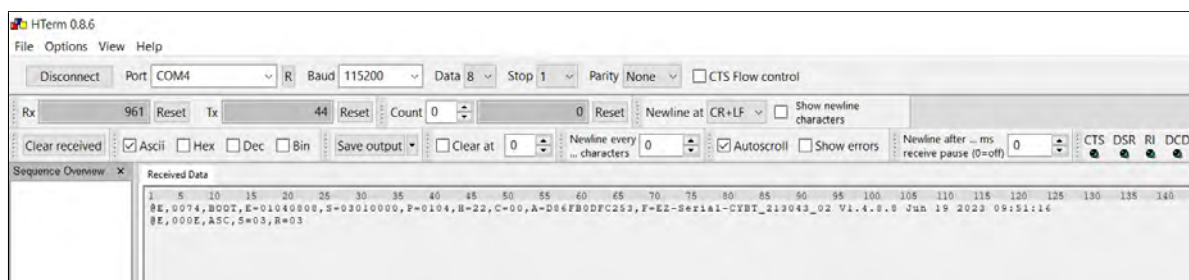 HTerm 0.8.6
File Options View Help
Disconnect Port COM4 R Baud 115200 Data 8 Stop 1 Parity None CTS Flow control
Rx 961 Reset Tx 44 Reset Count 0 0 Reset Newline at CR+LF Show newline characters
Clear received Ascii Hex Dec Bin Save output Clear at 0 Newline every ... characters 0 Autoscroll Show errors Newline after ... ms receive pause (0=off) 0 CTS DSR RI DCD
Sequence Overview × Received Data
1 5 10 15 20 25 30 35 40 45 50 55 60 65 70 75 80 85 90 95 100 105 110 115 120 125 130 135 140
@E,0074,BOOT,E=01040808,S=03010000,P=0104,H=22,C=00,A=D86FB0DFC253,F=EZ-Serial-CYBT_213043_02 V1.4.8.8 Jun 19 2023 09:51:16
@E,000E,ASC,S=03,R=03